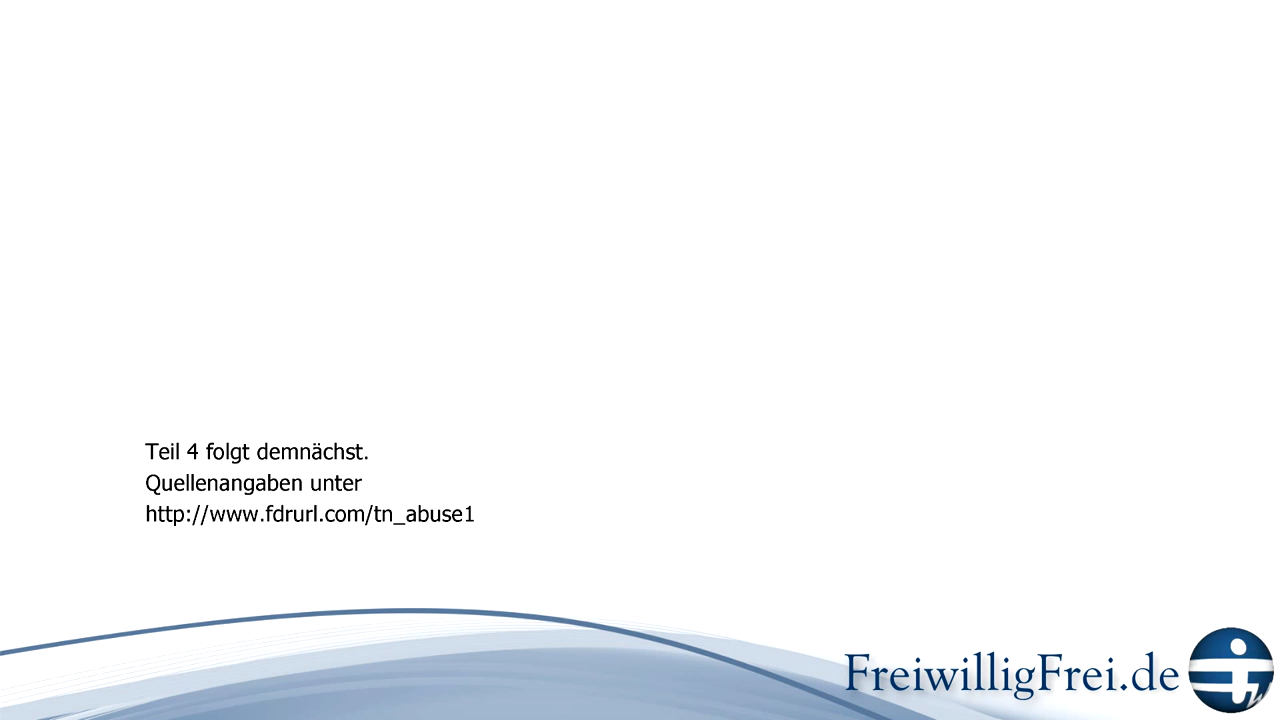 Teil 4 folgt demnächst.
Quellenangaben unter
http://www.fdrurl.com/tn_abuse1
FreiwilligFrei.de